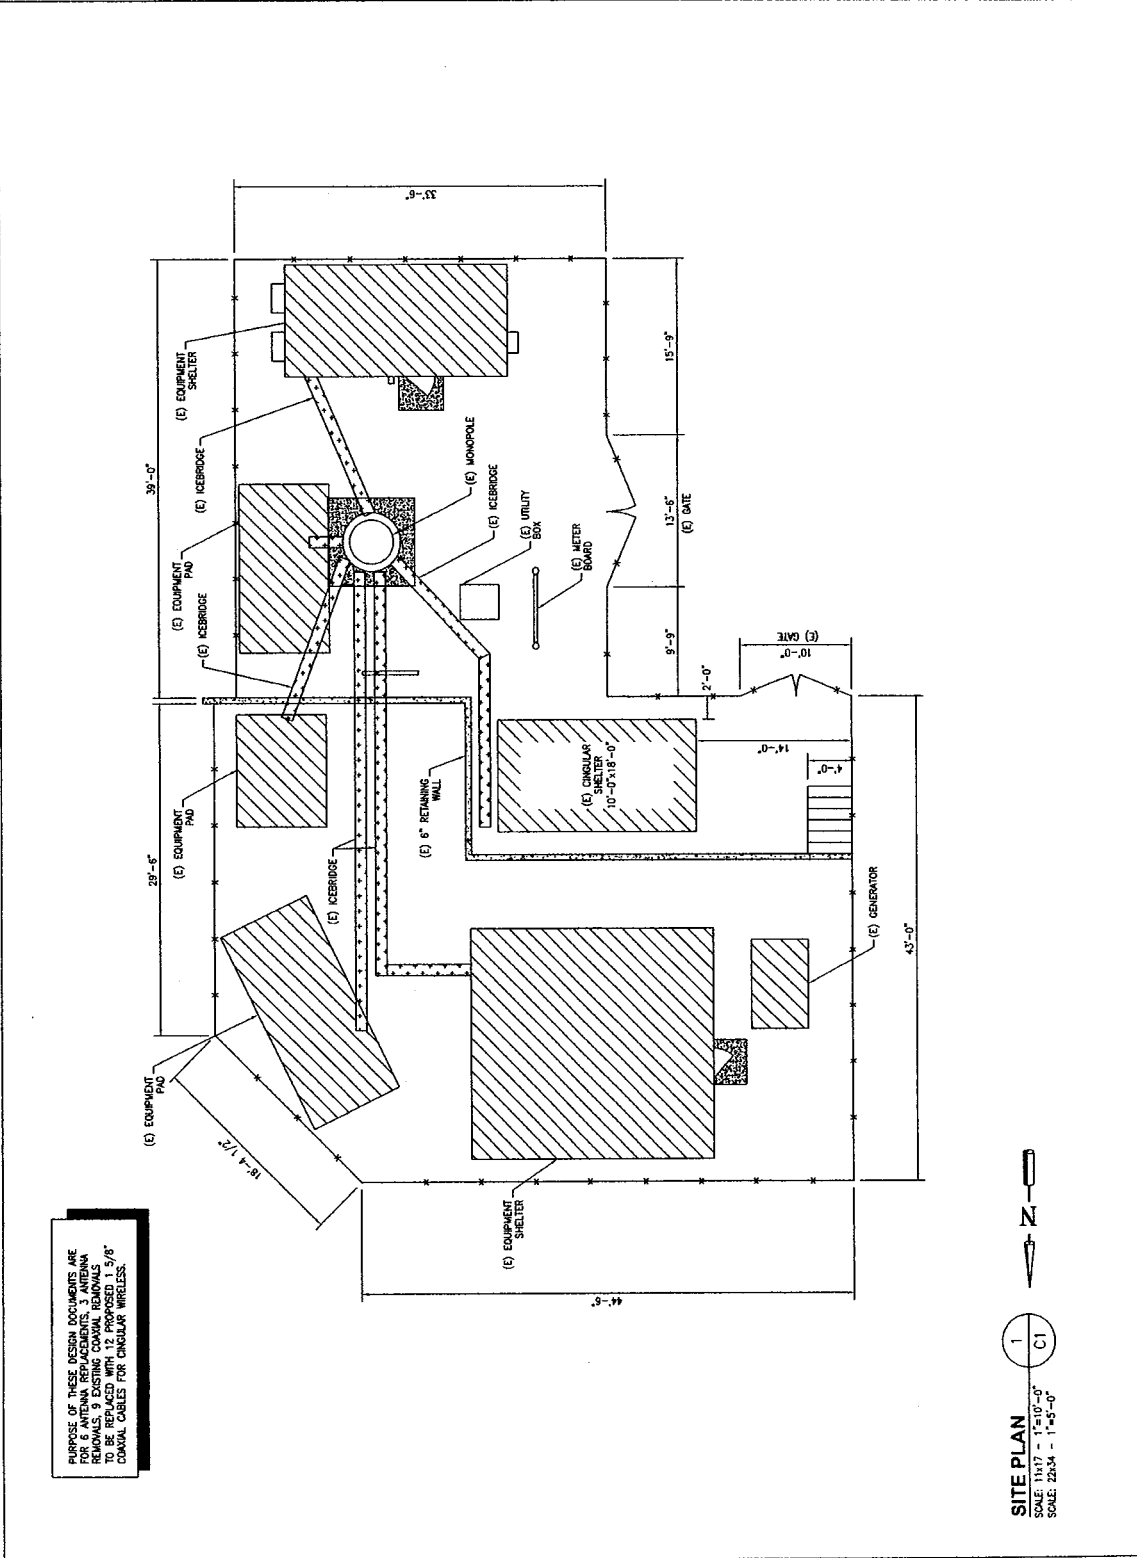 PURPOSE OF THESE DESIGN DOCUMENTS ARE
FOR 6 ANTENNA REPLACEMENTS, 3 ANTENNA
REMOVALS, 9 EXISTING COAXIAL REMOVALS
TO BE REPLACED WITH 12 PROPOSED 1 5/8"
COAXIAL CABLES FOR CINGULAR WIRELESS.
18'-4 1/2"
(E) EQUIPMENT
PAD
29'-6"
(E) EQUIPMENT
PAD
(E) ICEBRIDGE
(E) EQUIPMENT
PAD
39'-0"
(E) ICEBRIDGE
(E) EQUIPMENT
SHELTER
33'-6"
(E) ICEBRIDGE
(E) 6" RETAINING
WALL
(E) MONOPOLE
(E) ICEBRIDGE
(E) UTILITY
BOX
(E) METER
BOARD
(E) EQUIPMENT
SHELTER
(E) CINGULAR
SHELTER
10'-0"x18'-0"
9'-9"
13'-6"
(E) GATE
15'-9"
2'-0"
14'-0"
4'-0"
10'-0"
(E) GATE
(E) GENERATOR
43'-0"
44'-6"
N
1
C1
SITE PLAN
SCALE: 11x17 - 1"=10'-0"
SCALE: 22x34 - 1"=5'-0"